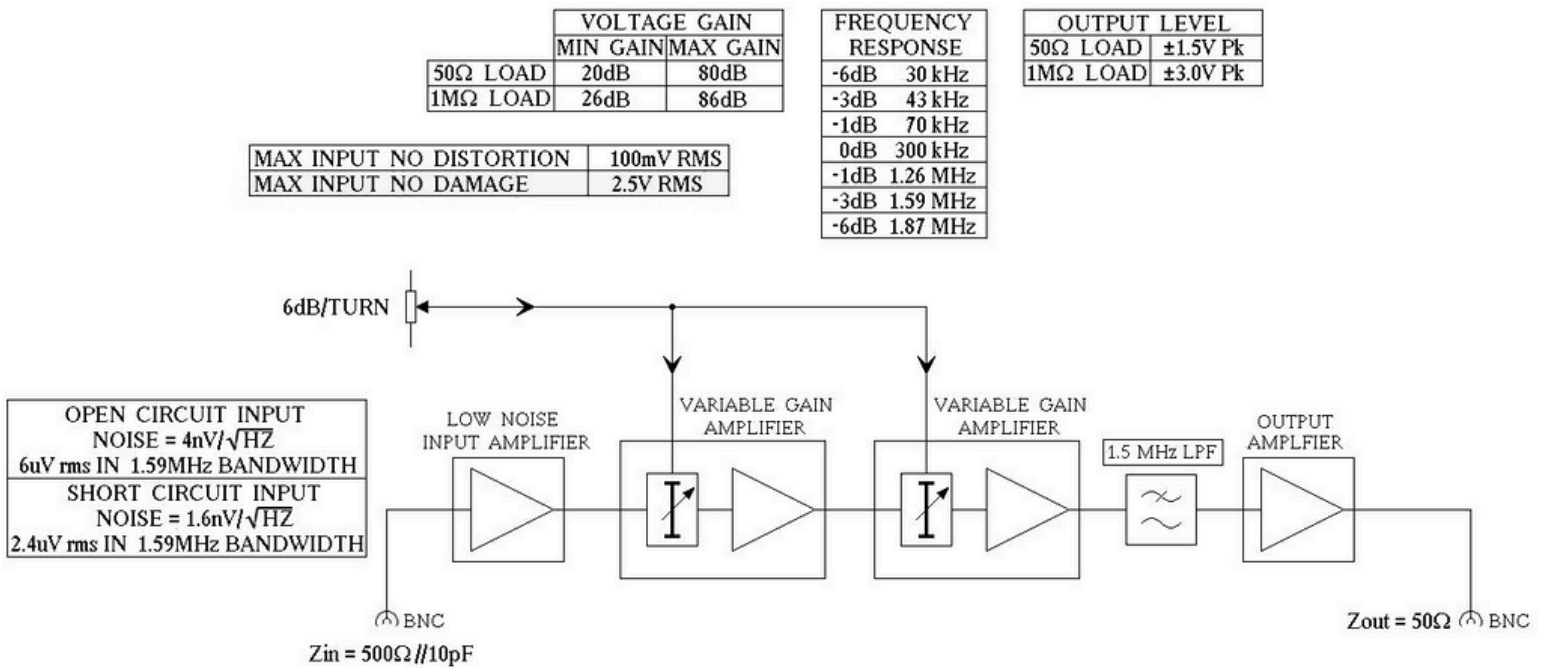 VOLTAGE GAIN
MIN GAIN MAX GAIN
50Ω LOAD 20dB 80dB
1MΩ LOAD 26dB 86dB
FREQUENCY
RESPONSE
-6dB 30 kHz
-3dB 43 kHz
-1dB 70 kHz
0dB 300 kHz
-1dB 1.26 MHz
-3dB 1.59 MHz
-6dB 1.87 MHz
OUTPUT LEVEL
50Ω LOAD ±1.5V Pk
1MΩ LOAD ±3.0V Pk
MAX INPUT NO DISTORTION 100mV RMS
MAX INPUT NO DAMAGE 2.5V RMS
6dB/TURN
OPEN CIRCUIT INPUT
NOISE = 4nV/√HZ
6uV rms IN 1.59MHz BANDWIDTH
SHORT CIRCUIT INPUT
NOISE = 1.6nV/√HZ
2.4uV rms IN 1.59MHz BANDWIDTH
LOW NOISE
INPUT AMPLIFIER
VARIABLE GAIN
AMPLIFIER
VARIABLE GAIN
AMPLIFIER
1.5 MHz LPF
OUTPUT
AMPLFIER
BNC
Zin = 500Ω//10pF
Zout = 50Ω BNC